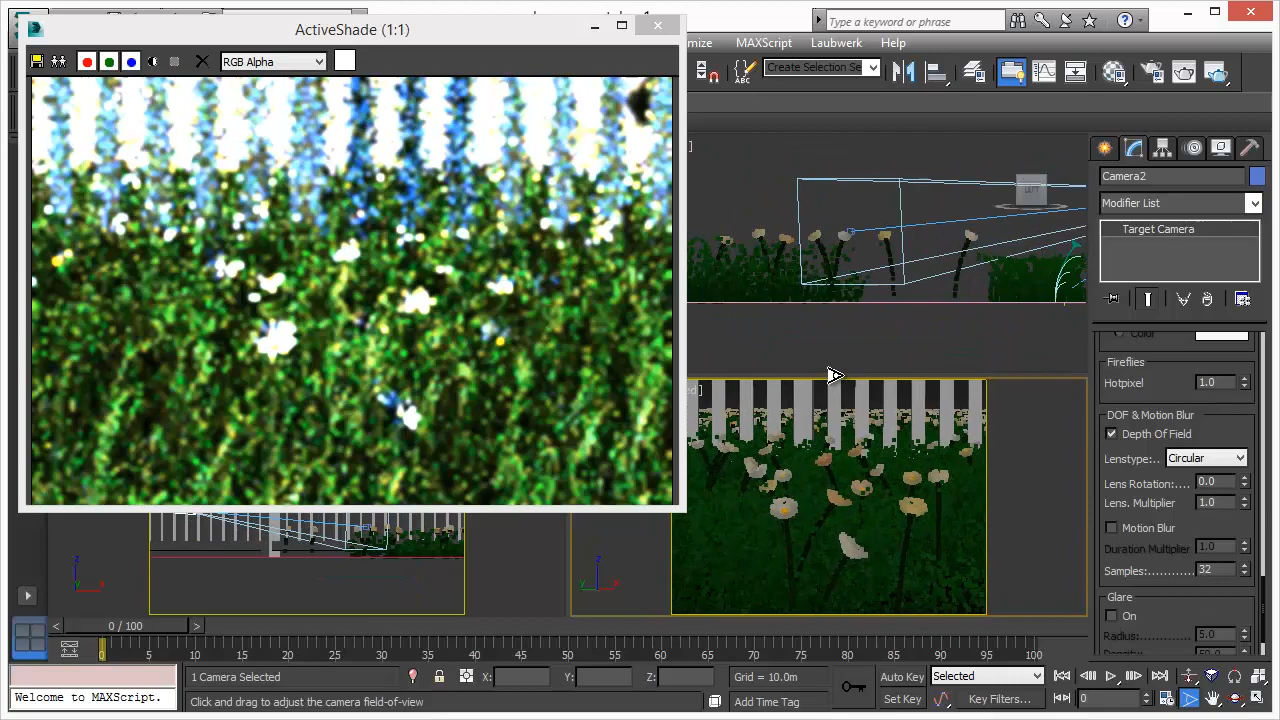 ActiveShade (1:1)
Type a keyword or phrase
mize MAXScript Laubwerk Help
RGB Alpha
Create Selection Se
ABC
Camera2
Modifier List
Target Camera
Color
Fireflies
Hotpixel 1.0
DOF & Motion Blur
Depth Of Field
Lenstype:.. Circular
Lens Rotation:.... 0.0
Lens. Multiplier 1.0
Motion Blur
Duration Multiplier 1.0
Samples:.......... 32
Glare
On
Radius: 5.0
z
x
y
z
x
y
0 / 100
0 5 10 15 20 25 30 35 40 45 50 55 60 65 70 75 80 85 90 95 100
1 Camera Selected
X: Y: Z:
Grid = 10.0m
Auto Key
Selected
Welcome to MAXScript.
Click and drag to adjust the camera field-of-view
Add Time Tag
Set Key
Key Filters...
0